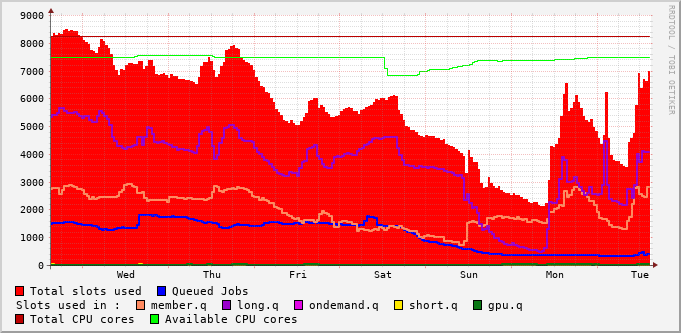 9000
8000
7000
6000
5000
4000
3000
2000
1000
0
Wed Thu Fri Sat Sun Mon Tue
RRDTOOL / TOBI OETIKER
Total slots used Queued Jobs
Slots used in : member.q long.q ondemand.q short.q gpu.q
Total CPU cores Available CPU cores